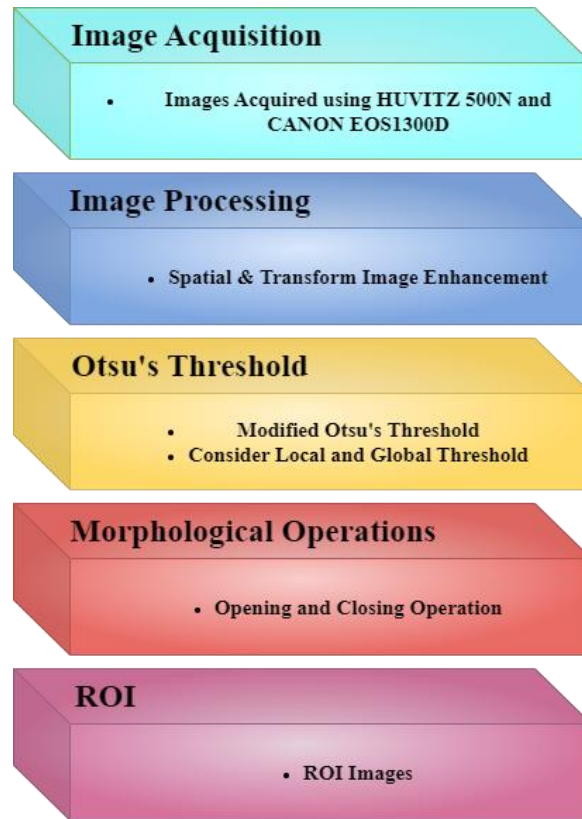 Image Acquisition
• Images Acquired using HUVITZ 500N and
CANON EOS1300D
Image Processing
• Spatial & Transform Image Enhancement
Otsu's Threshold
• Modified Otsu's Threshold
• Consider Local and Global Threshold
Morphological Operations
• Opening and Closing Operation
ROI
• ROI Images